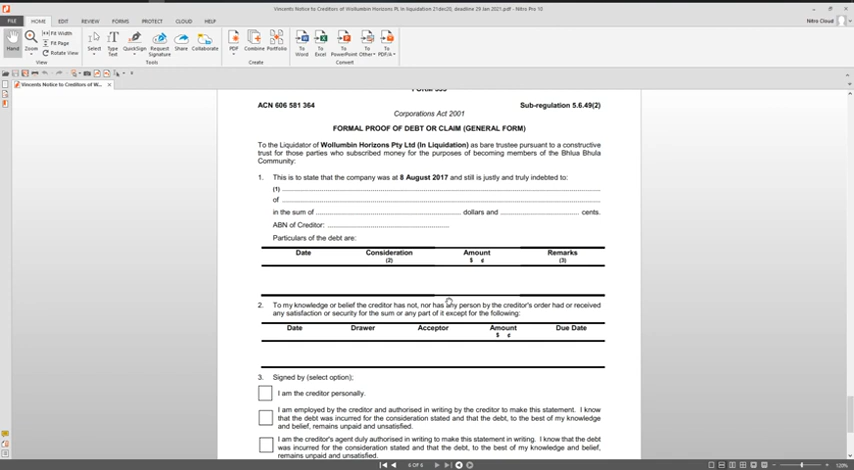 Vincents Notice to Creditors of Wollumbin Horizons PL in liquidation 21dec20, deadline 29 Jan 2021.pdf - Nitro Pro 10
FILE HOME EDIT REVIEW FORMS PROTECT CLOUD HELP Nitro Cloud
Hand Zoom Fit Width Fit Page Rotate View Select Type Text QuickSign Request Signature Share Collaborate PDF Combine Portfolio To Word To Excel To PowerPoint To Other To PDF/A
View Tools Create Convert
Vincents Notice to Creditors of W...
ACN 606 581 364 Sub-regulation 5.6.49(2)
Corporations Act 2001
FORMAL PROOF OF DEBT OR CLAIM (GENERAL FORM)
To the Liquidator of Wollumbin Horizons Pty Ltd (In Liquidation) as bare trustee pursuant to a constructive
trust for those parties who subscribed money for the purposes of becoming members of the Bhlua Bhula
Community:
1. This is to state that the company was at 8 August 2017 and still is justly and truly indebted to:
(1)
of
in the sum of dollars and cents.
ABN of Creditor:
Particulars of the debt are:
Date Consideration Amount Remarks
(2) $ ¢ (3)
2. To my knowledge or belief the creditor has not, nor has any person by the creditor's order had or received
any satisfaction or security for the sum or any part of it except for the following:
Date Drawer Acceptor Amount Due Date
$ ¢
3. Signed by (select option);
I am the creditor personally.
I am employed by the creditor and authorised in writing by the creditor to make this statement. I know
that the debt was incurred for the consideration stated and that the debt, to the best of my knowledge
and belief, remains unpaid and unsatisfied.
I am the creditor's agent duly authorised in writing to make this statement in writing. I know that the debt
was incurred for the consideration stated and that the debt, to the best of my knowledge and belief,
remains unpaid and unsatisfied.
6 OF 6 120%